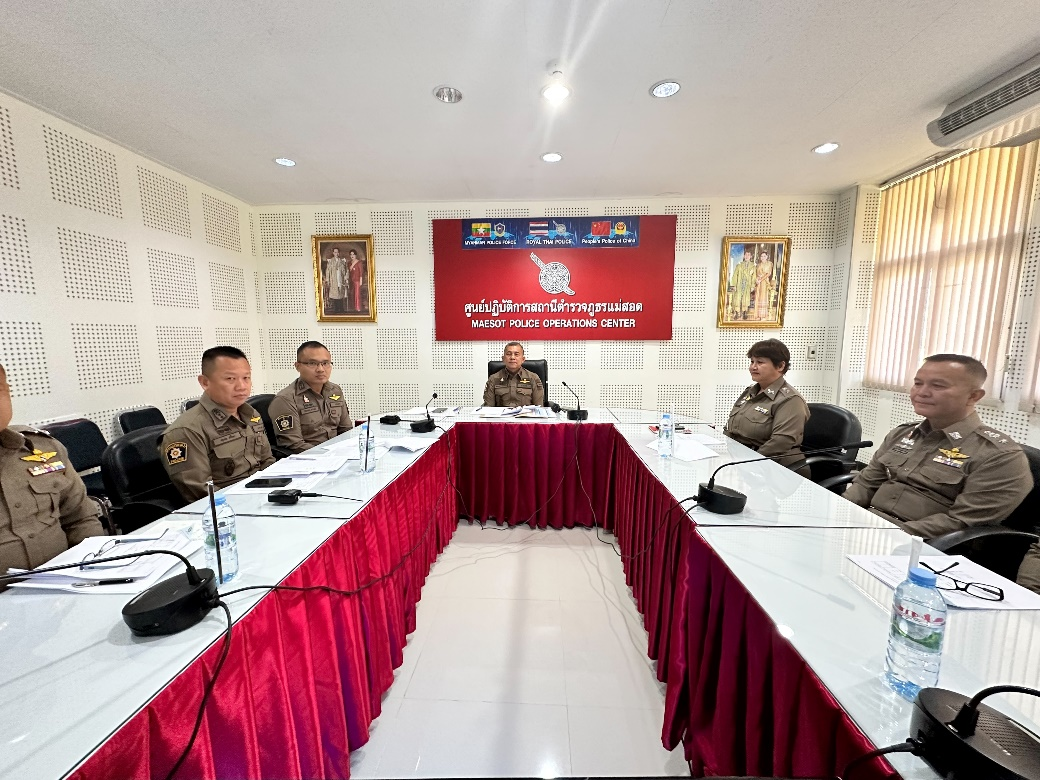 MYANMAR POLICE FORCE
ROYAL THAI POLICE
People's Police of China
ศูนย์ปฏิบัติการสถานีตำรวจภูธรแม่สอด
MAESOT POLICE OPERATIONS CENTER